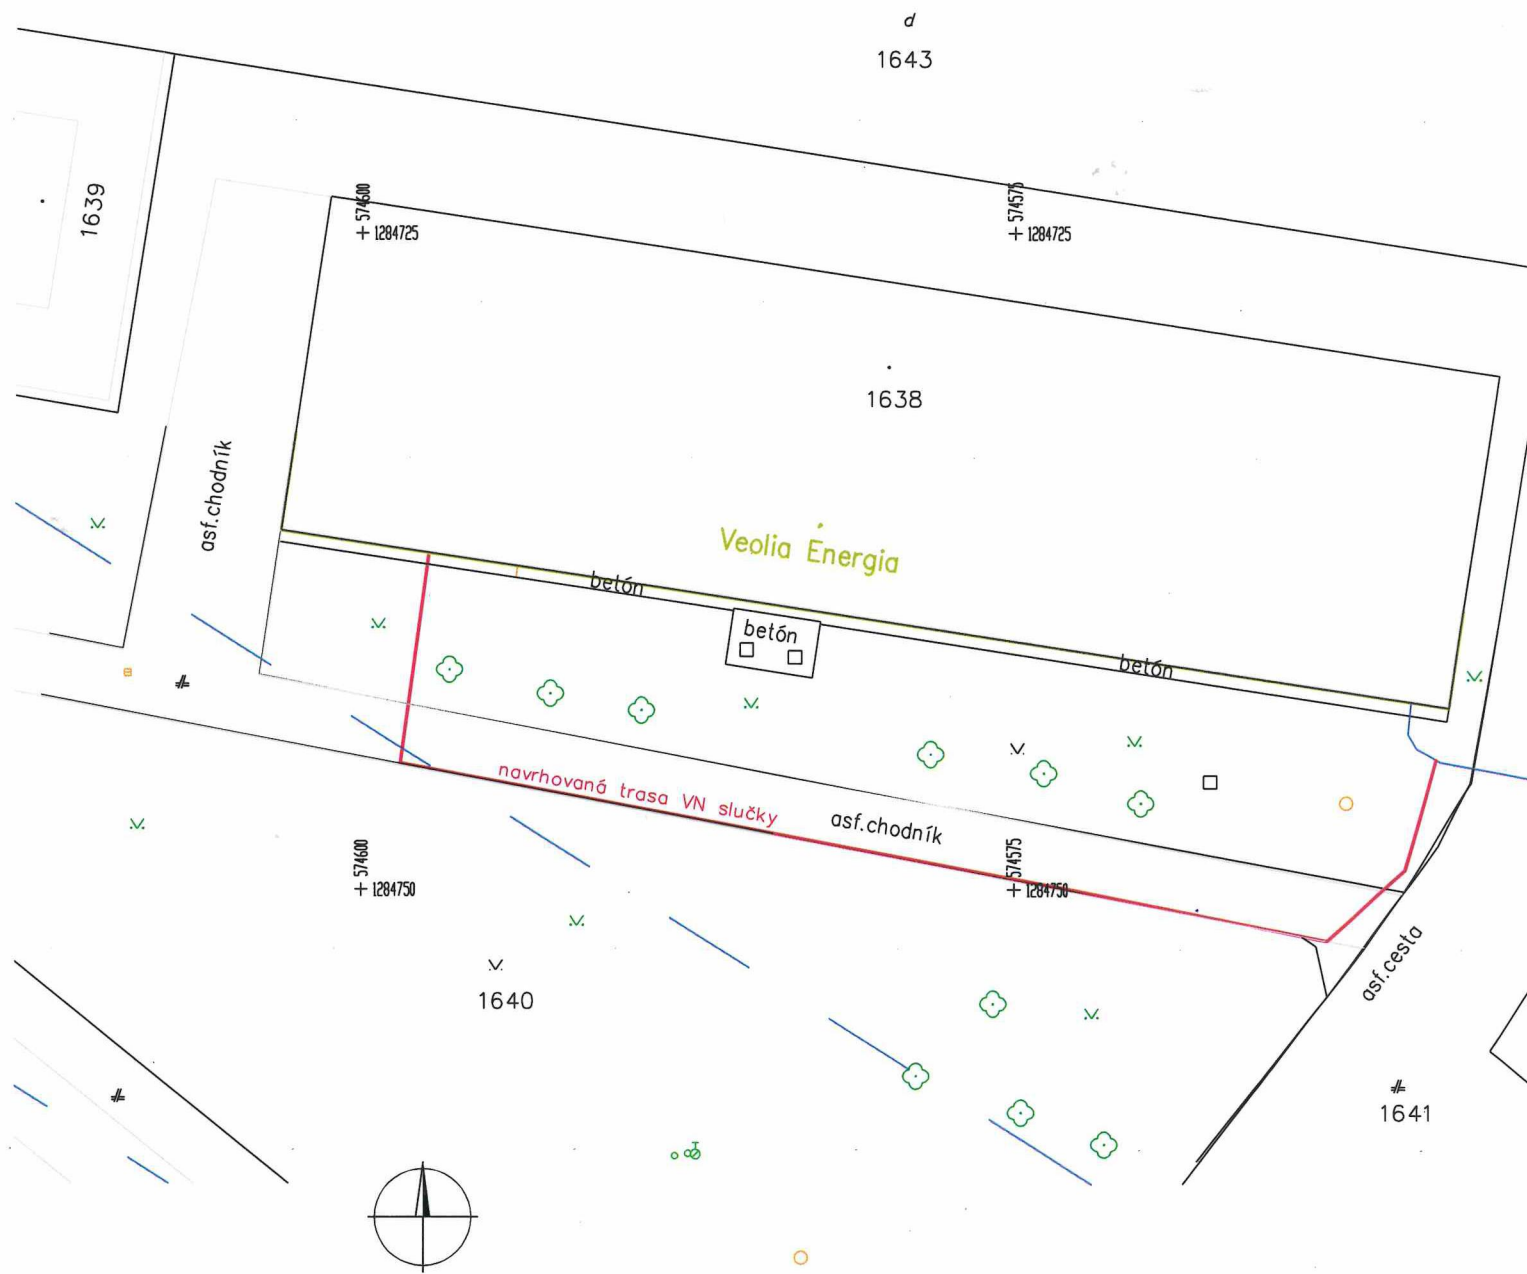 d
1643
1639
574600
1284725
574575
1284725
1638
asf.chodník
Veolia Energia
betón
betón
betón
navrhovaná trasa VN slučky
asf.chodník
574600
1284750
574575
1284750
asf.cesta
1640
1641